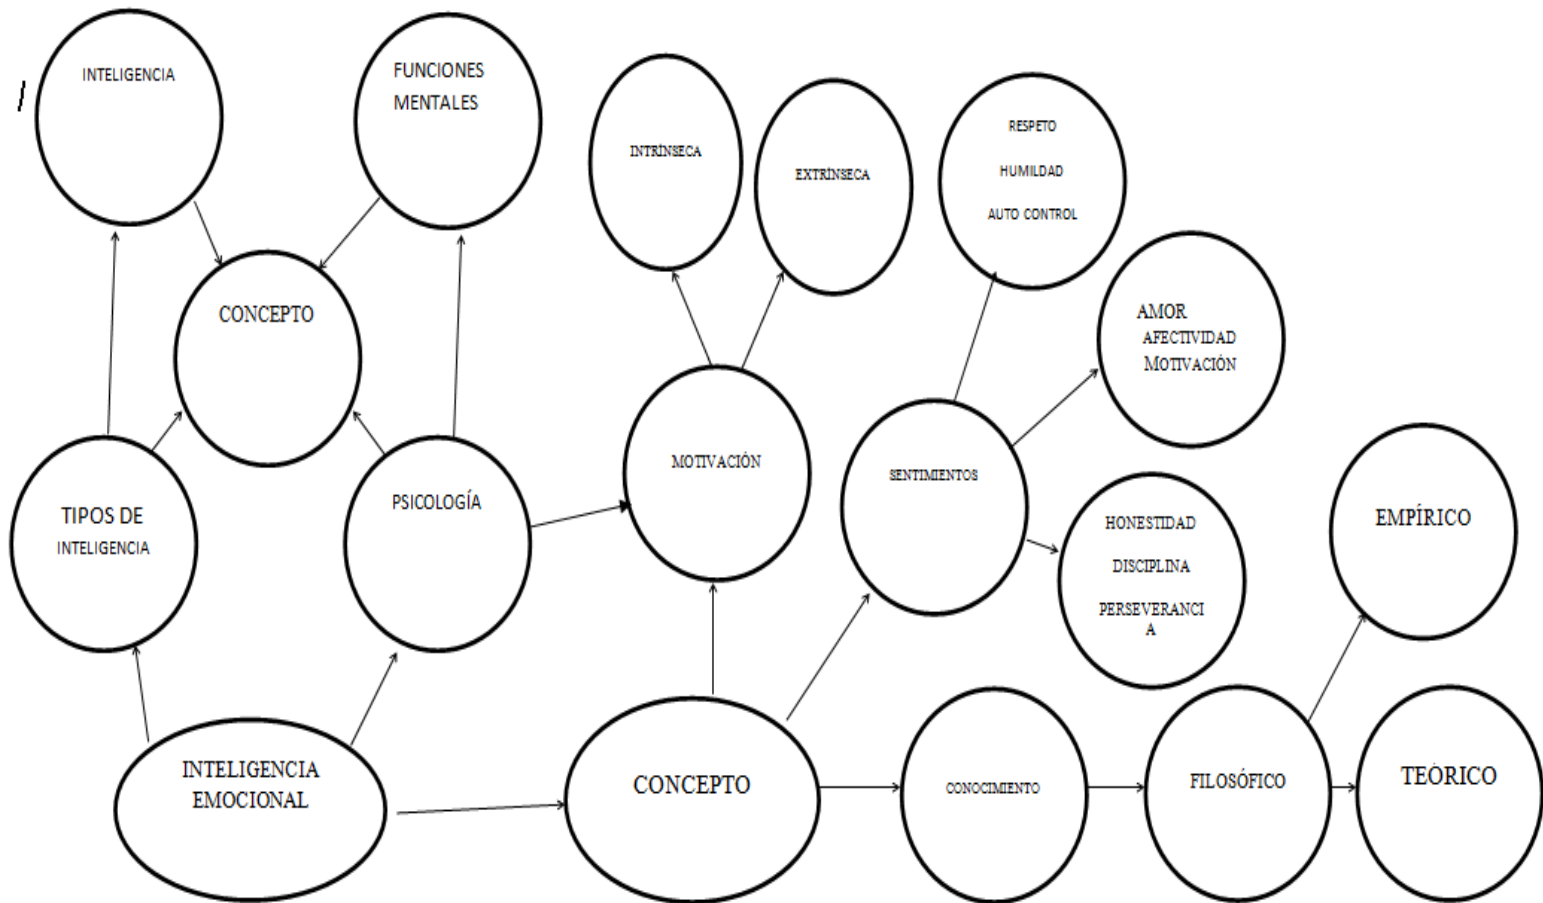 INTELIGENCIA
FUNCIONES
MENTALES
INTRÍNSECA
EXTRÍNSECA
RESPETO
HUMILDAD
AUTO CONTROL
CONCEPTO
AMOR
AFECTIVIDAD
MOTIVACIÓN
TIPOS DE
INTELIGENCIA
PSICOLOGÍA
MOTIVACIÓN
SENTIMIENTOS
HONESTIDAD
DISCIPLINA
PERSEVERANCI
A
EMPÍRICO
INTELIGENCIA
EMOCIONAL
CONCEPTO
CONOCIMIENTO
FILOSÓFICO
TEÓRICO